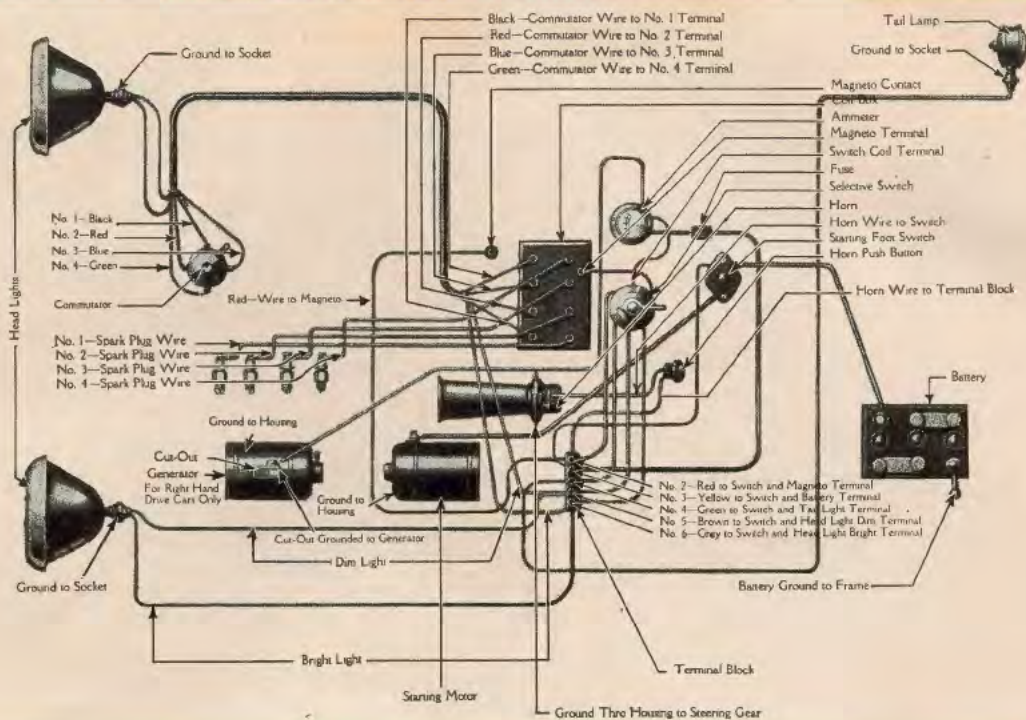 Black—Commutator Wire to No. 1 Terminal
Red—Commutator Wire to No. 2 Terminal
Blue—Commutator Wire to No. 3 Terminal
Green—Commutator Wire to No. 4 Terminal
Tail Lamp
Ground to Socket
Ground to Socket
Magneto Contact
Coil Box
Ammeter
Magneto Terminal
Switch Coil Terminal
Fuse
Selective Switch
Horn
Horn Wire to Switch
Starting Foot Switch
Horn Push Button
Horn Wire to Terminal Block
No. 1—Black
No. 2—Red
No. 3—Blue
No. 4—Green
Commutator
Red—Wire to Magneto
Head Lights
No. 1—Spark Plug Wire
No. 2—Spark Plug Wire
No. 3—Spark Plug Wire
No. 4—Spark Plug Wire
Battery
Ground to Housing
Cut-Out
Generator
For Right Hand
Drive Cars Only
Ground to
Housing
Cut-Out Grounded to Generator
No. 2—Red to Switch and Magneto Terminal
No. 3—Yellow to Switch and Battery Terminal
No. 4—Green to Switch and Tail Light Terminal
No. 5—Brown to Switch and Head Light Dim Terminal
No. 6—Grey to Switch and Head Light Bright Terminal
Dim Light
Ground to Socket
Battery Ground to Frame
Bright Light
Terminal Block
Starting Motor
Ground Thro Housing to Steering Gear